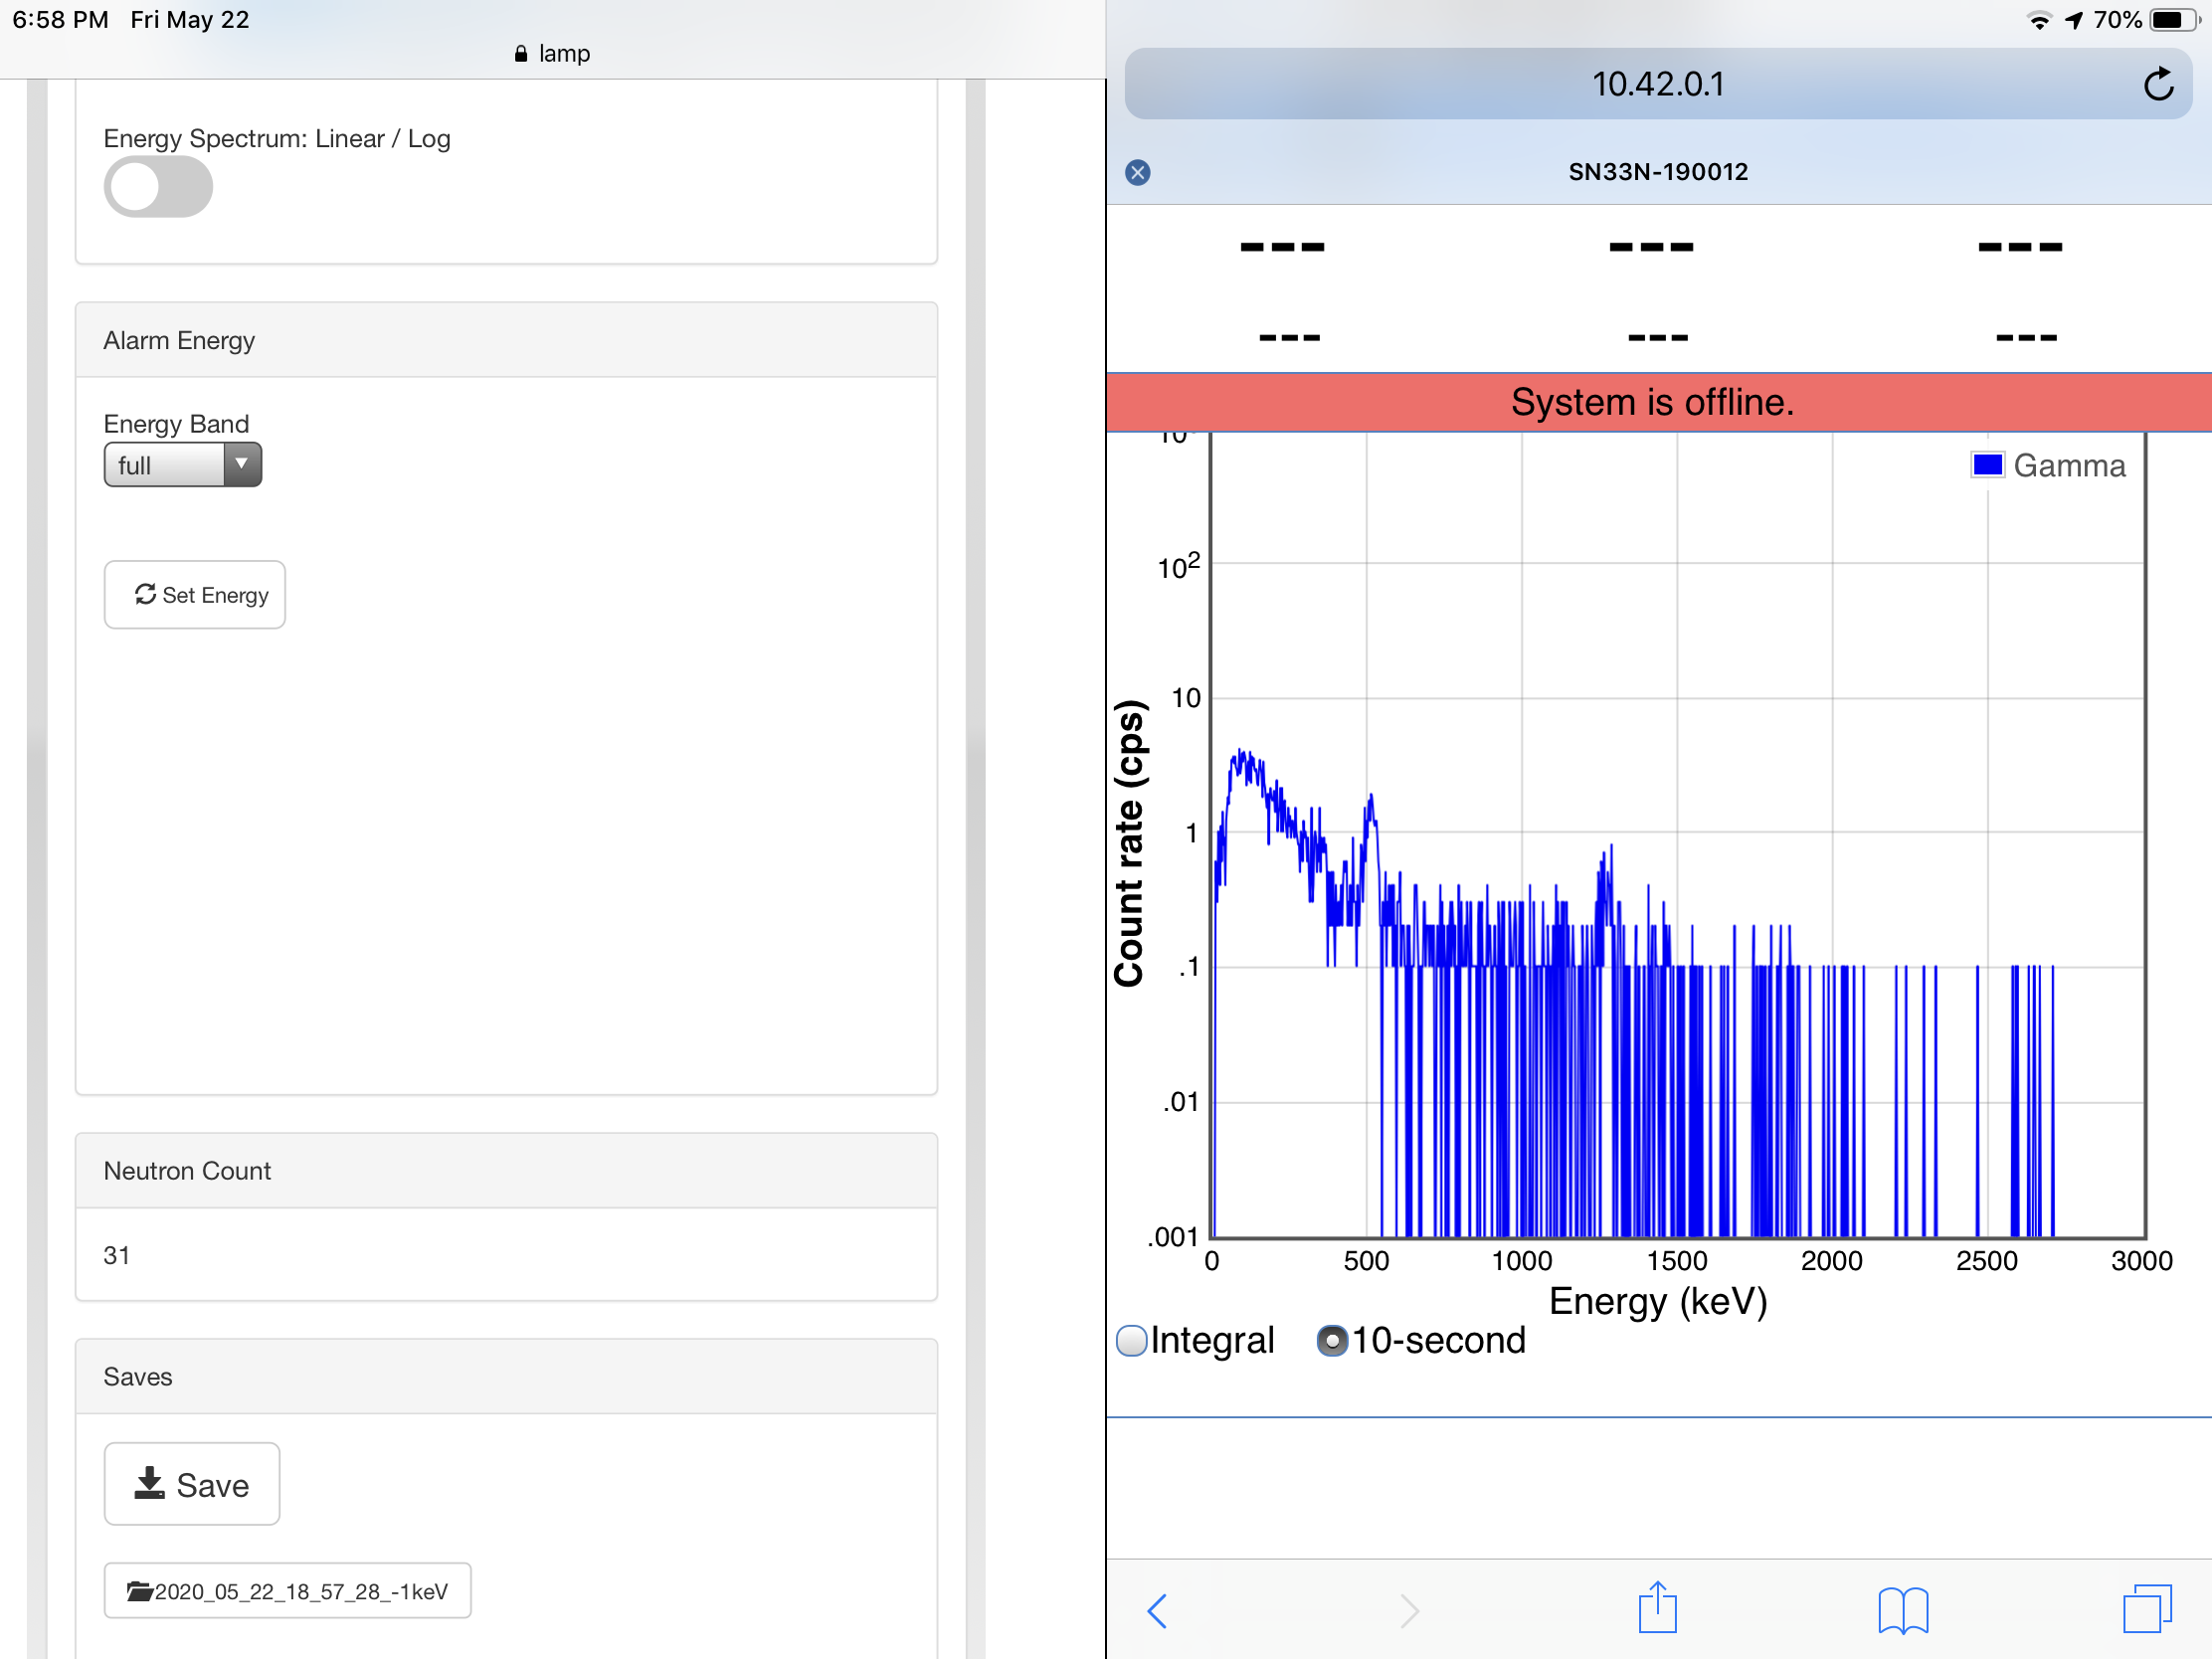 6:58 PM Fri May 22
70%
lamp
Energy Spectrum: Linear / Log
Alarm Energy
Energy Band
full
Set Energy
Neutron Count
31
Saves
Save
2020_05_22_18_57_28_-1keV
10.42.0.1
SN33N-190012
--- --- ---
--- --- ---
System is offline.
Gamma
10²
10
1
.1
.01
.001
Count rate (cps)
0 500 1000 1500 2000 2500 3000
Energy (keV)
Integral 10-second